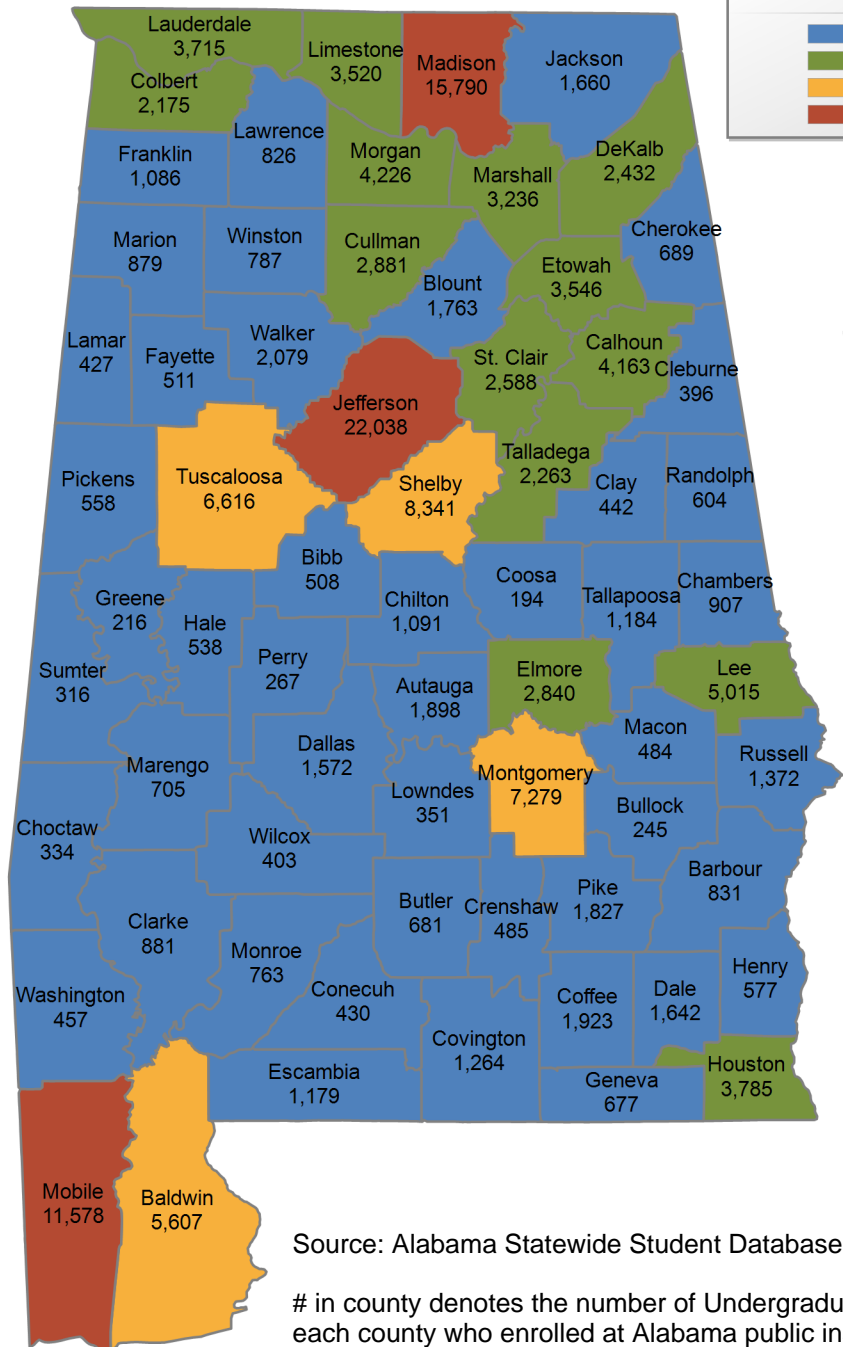 Lauderdale
3,715
Limestone
3,520
Madison
15,790
Jackson
1,660
Colbert
2,175
Lawrence
826
Franklin
1,086
Morgan
4,226
Marshall
3,236
DeKalb
2,432
Marion
879
Winston
787
Cullman
2,881
Cherokee
689
Etowah
3,546
Blount
1,763
Lamar
427
Fayette
511
Walker
2,079
St. Clair
2,588
Calhoun
4,163
Cleburne
396
Jefferson
22,038
Pickens
558
Tuscaloosa
6,616
Shelby
8,341
Talladega
2,263
Clay
442
Randolph
604
Bibb
508
Greene
216
Hale
538
Chilton
1,091
Coosa
194
Tallapoosa
1,184
Chambers
907
Sumter
316
Perry
267
Autauga
1,898
Elmore
2,840
Lee
5,015
Marengo
705
Dallas
1,572
Lowndes
351
Montgomery
7,279
Macon
484
Russell
1,372
Bullock
245
Choctaw
334
Wilcox
403
Clarke
881
Butler
681
Crenshaw
485
Pike
1,827
Barbour
831
Washington
457
Monroe
763
Conecuh
430
Covington
1,264
Coffee
1,923
Dale
1,642
Henry
577
Escambia
1,179
Geneva
677
Houston
3,785
Mobile
11,578
Baldwin
5,607
Source: Alabama Statewide Student Database
# in county denotes the number of Undergradu
each county who enrolled at Alabama public in